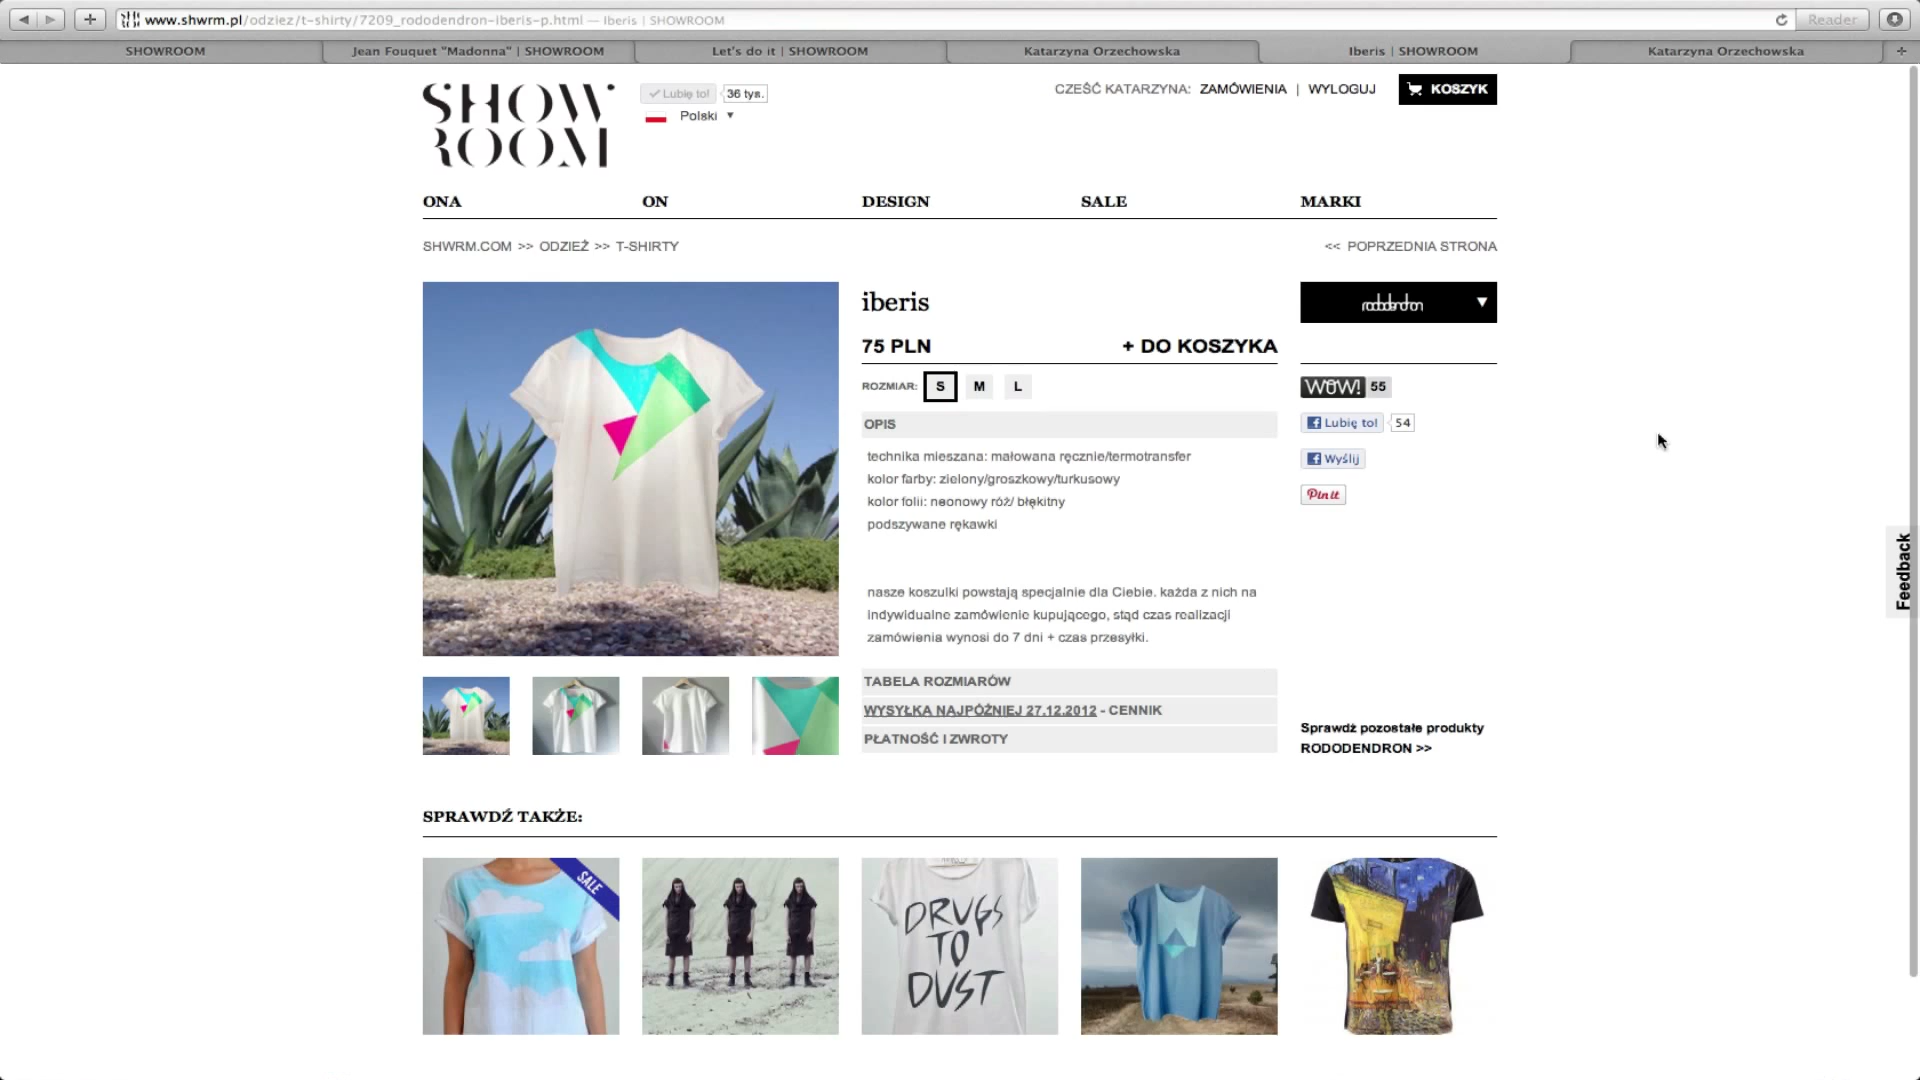 www.shwrm.pl/odziez/t-shirty/7209_rododendron-iberis-p.html — Iberis | SHOWROOM
Reader
SHOWROOM
Jean Fouquet "Madonna" | SHOWROOM
Let's do it | SHOWROOM
Katarzyna Orzechowska
Iberis | SHOWROOM
Katarzyna Orzechowska
SHOW
ROOM
Lubię to! 36 tys.
Polski
CZEŚĆ KATARZYNA: ZAMÓWIENIA | WYLOGUJ
KOSZYK
ONA
ON
DESIGN
SALE
MARKI
SHWRM.COM >> ODZIEŻ >> T-SHIRTY
<< POPRZEDNIA STRONA
iberis
rododendron
75 PLN
+ DO KOSZYKA
ROZMIAR: S M L
WOW! 55
OPIS
Lubię to! 54
technika mieszana: malowana ręcznie/termotransfer
kolor farby: zielony/groszkowy/turkusowy
kolor folii: neonowy róż/ błękitny
podszywane rękawki
Wyślij
Pin it
nasze koszulki powstają specjalnie dla Ciebie. każda z nich na
indywidualne zamówienie kupującego, stąd czas realizacji
zamówienia wynosi do 7 dni + czas przesyłki.
Feedback
TABELA ROZMIARÓW
WYSYŁKA NAJPÓŹNIEJ 27.12.2012 - CENNIK
PŁATNOŚĆ I ZWROTY
Sprawdź pozostałe produkty
RODODENDRON >>
SPRAWDŹ TAKŻE:
SALE
DRUGS
TO
DUST